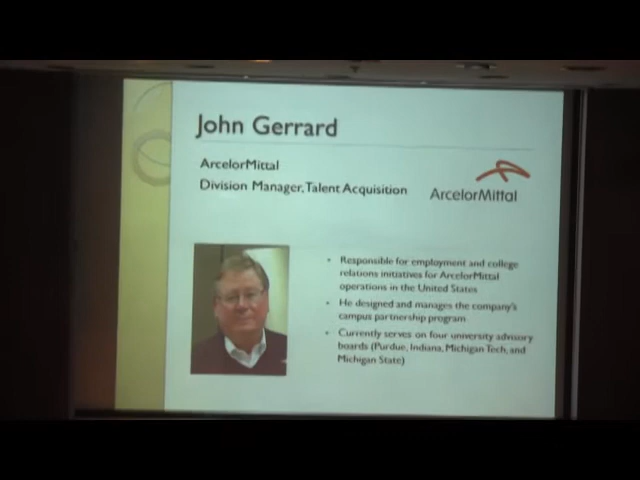 John Gerrard
ArcelorMittal
Division Manager, Talent Acquisition
ArcelorMittal
Responsible for employment and college
relations initiatives for ArcelorMittal
operations in the United States
He designed and manages the company's
campus partnership program
Currently serves on four university advisory
boards (Purdue, Indiana, Michigan Tech, and
Michigan State)